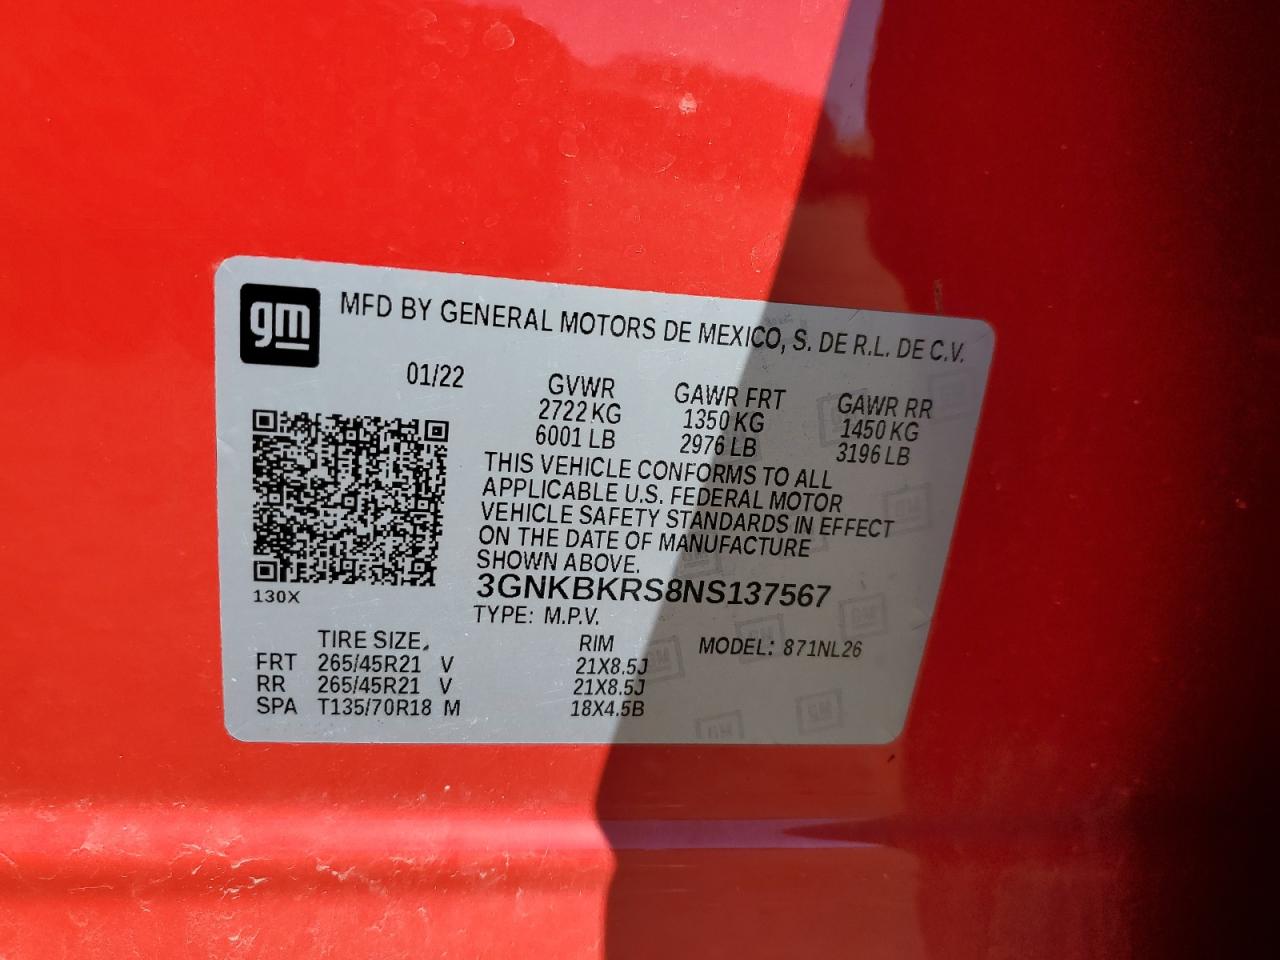 gm MFD BY GENERAL MOTORS DE MEXICO, S. DE R.L. DE C.V.
01/22 GVWR GAWR FRT GAWR RR
2722 KG 1350 KG 1450 KG
6001 LB 2976 LB 3196 LB
THIS VEHICLE CONFORMS TO ALL
APPLICABLE U.S. FEDERAL MOTOR
VEHICLE SAFETY STANDARDS IN EFFECT
ON THE DATE OF MANUFACTURE
SHOWN ABOVE.
3GNKBKRS8NS137567
130X
TYPE: M.P.V.
TIRE SIZE RIM MODEL: 871NL26
FRT 265/45R21 V 21X8.5J
RR 265/45R21 V 21X8.5J
SPA T135/70R18 M 18X4.5B